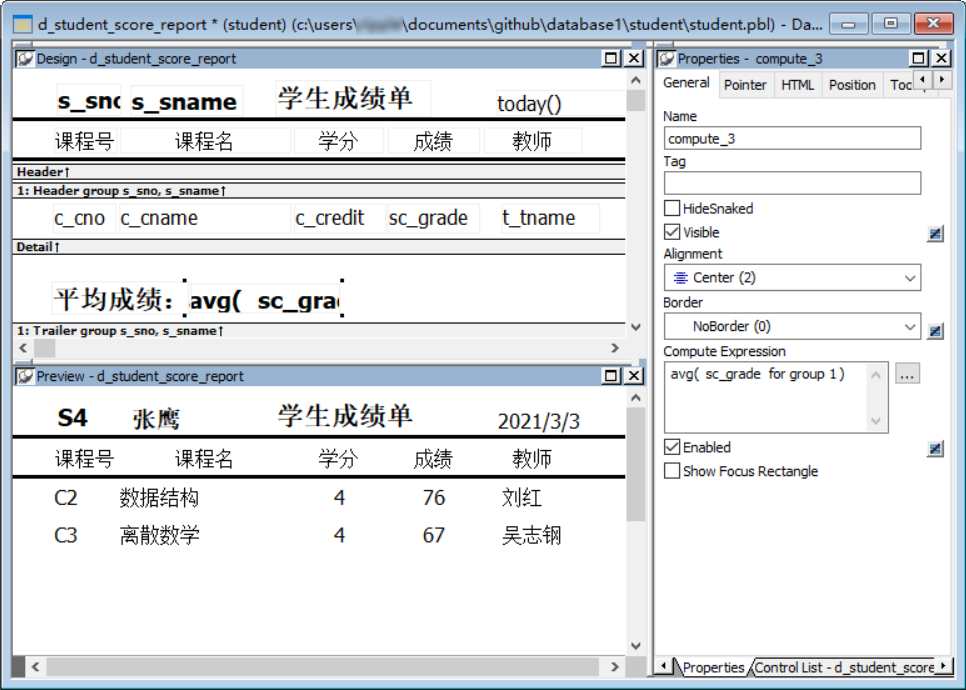 d_student_score_report * (student) (c:\users\ \documents\github\database1\student\student.pbl) - Da...
Design - d_student_score_report
s_snc s_sname 学生成绩单 today()
课程号 课程名 学分 成绩 教师
Header↑
1: Header group s_sno, s_sname↑
c_cno c_cname c_credit sc_grade t_tname
Detail↑
平均成绩： avg( sc_gra
1: Trailer group s_sno, s_sname↑
Preview - d_student_score_report
S4 张鹰 学生成绩单 2021/3/3
课程号 课程名 学分 成绩 教师
C2 数据结构 4 76 刘红
C3 离散数学 4 67 吴志钢
Properties - compute_3
General Pointer HTML Position
Name
compute_3
Tag
HideSnaked
Visible
Alignment
Center (2)
Border
NoBorder (0)
Compute Expression
avg( sc_grade for group 1 )
...
Enabled
Show Focus Rectangle
Properties Control List - d_student_score